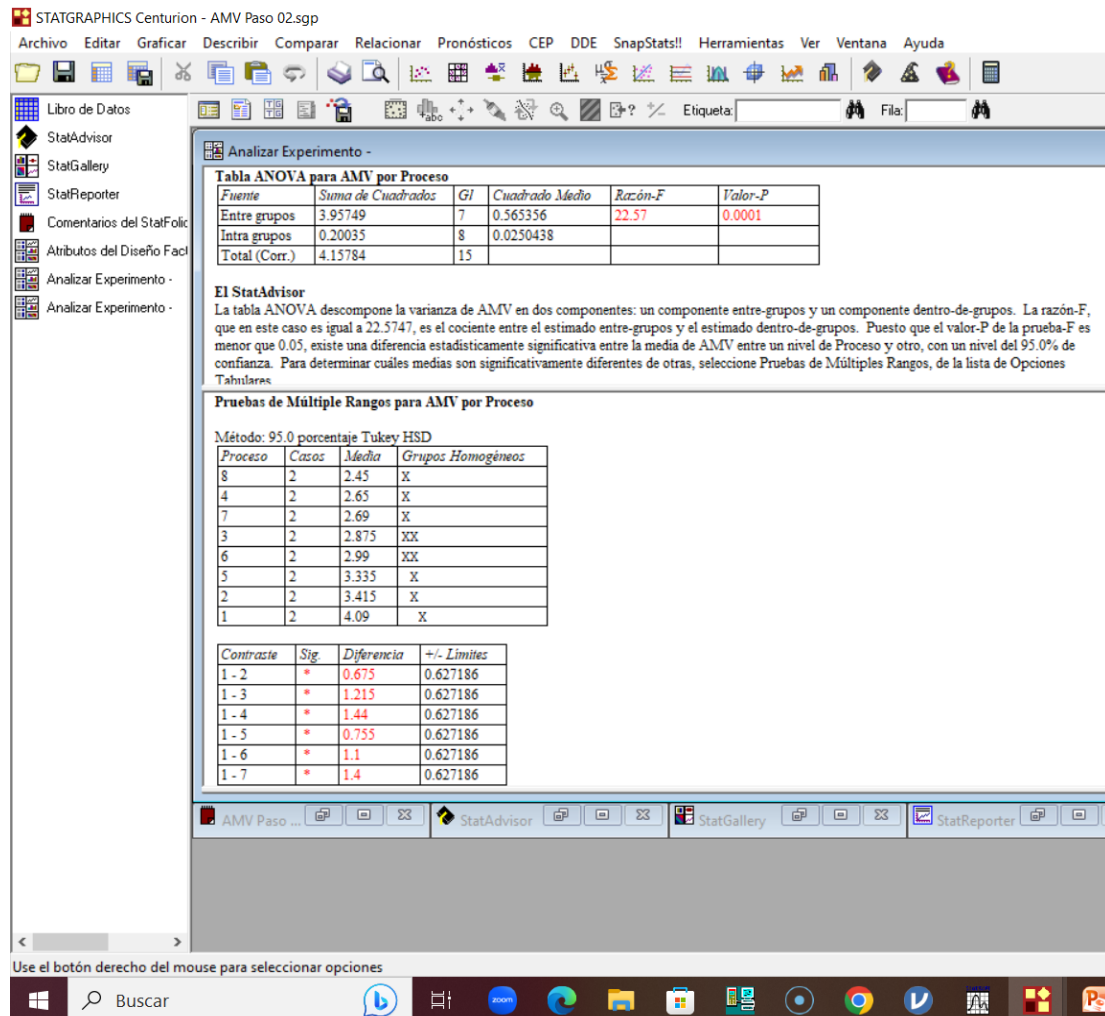 STATGRAPHICS Centurion - AMV Paso 02.sgp
Archivo Editar Graficar Describir Comparar Relacionar Pronósticos CEP DDE SnapStats!! Herramientas Ver Ventana Ayuda
Etiqueta: Fila:
Libro de Datos
StatAdvisor
StatGallery
StatReporter
Comentarios del StatFolic
Atributos del Diseño Fact
Analizar Experimento -
Analizar Experimento -
Analizar Experimento -
Tabla ANOVA para AMV por Proceso
Fuente Suma de Cuadrados Gl Cuadrado Medio Razón-F Valor-P
Entre grupos 3.95749 7 0.565356 22.57 0.0001
Intra grupos 0.20035 8 0.0250438
Total (Corr.) 4.15784 15
El StatAdvisor
La tabla ANOVA descompone la varianza de AMV en dos componentes: un componente entre-grupos y un componente dentro-de-grupos. La razón-F,
que en este caso es igual a 22.5747, es el cociente entre el estimado entre-grupos y el estimado dentro-de-grupos. Puesto que el valor-P de la prueba-F es
menor que 0.05, existe una diferencia estadísticamente significativa entre la media de AMV entre un nivel de Proceso y otro, con un nivel del 95.0% de
confianza. Para determinar cuáles medias son significativamente diferentes de otras, seleccione Pruebas de Múltiples Rangos, de la lista de Opciones
Tabulares
Pruebas de Múltiple Rangos para AMV por Proceso
Método: 95.0 porcentaje Tukey HSD
Proceso Casos Media Grupos Homogéneos
8 2 2.45 X
4 2 2.65 X
7 2 2.69 X
3 2 2.875 XX
6 2 2.99 XX
5 2 3.335 X
2 2 3.415 X
1 2 4.09 X
Contraste Sig. Diferencia +/- Límites
1 - 2 * 0.675 0.627186
1 - 3 * 1.215 0.627186
1 - 4 * 1.44 0.627186
1 - 5 * 0.755 0.627186
1 - 6 * 1.1 0.627186
1 - 7 * 1.4 0.627186
AMV Paso ... StatAdvisor StatGallery StatReporter
Use el botón derecho del mouse para seleccionar opciones
Buscar zoom